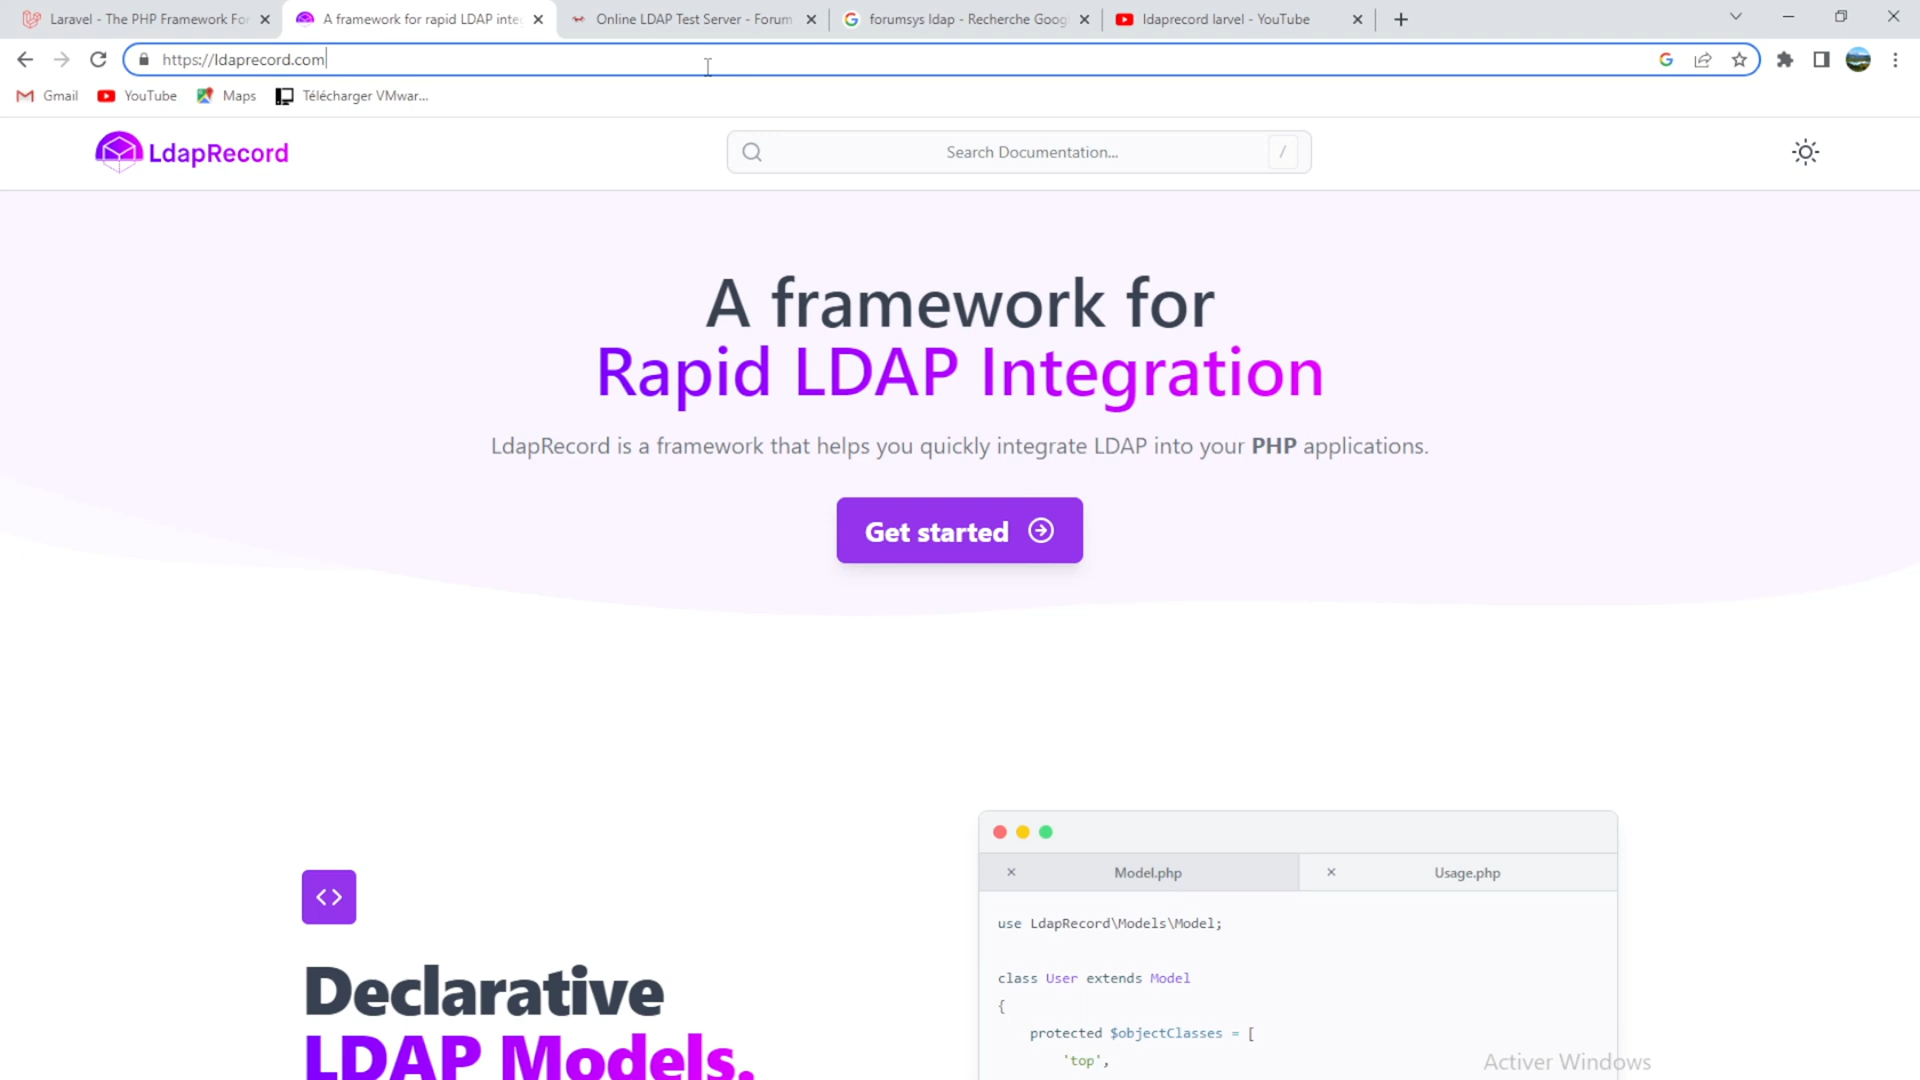 Laravel - The PHP Framework For
A framework for rapid LDAP inte
Online LDAP Test Server - Forum
forumsys ldap - Recherche Goog
ldaprecord larvel - YouTube
https://ldaprecord.com
Gmail
YouTube
Maps
Télécharger VMwar...
LdapRecord
Search Documentation...
/
A framework for
Rapid LDAP Integration
LdapRecord is a framework that helps you quickly integrate LDAP into your PHP applications.
Get started
Model.php
Usage.php
use LdapRecord\Models\Model;
class User extends Model
{
protected $objectClasses = [
'top',
Declarative
LDAP Models.
Activer Windows